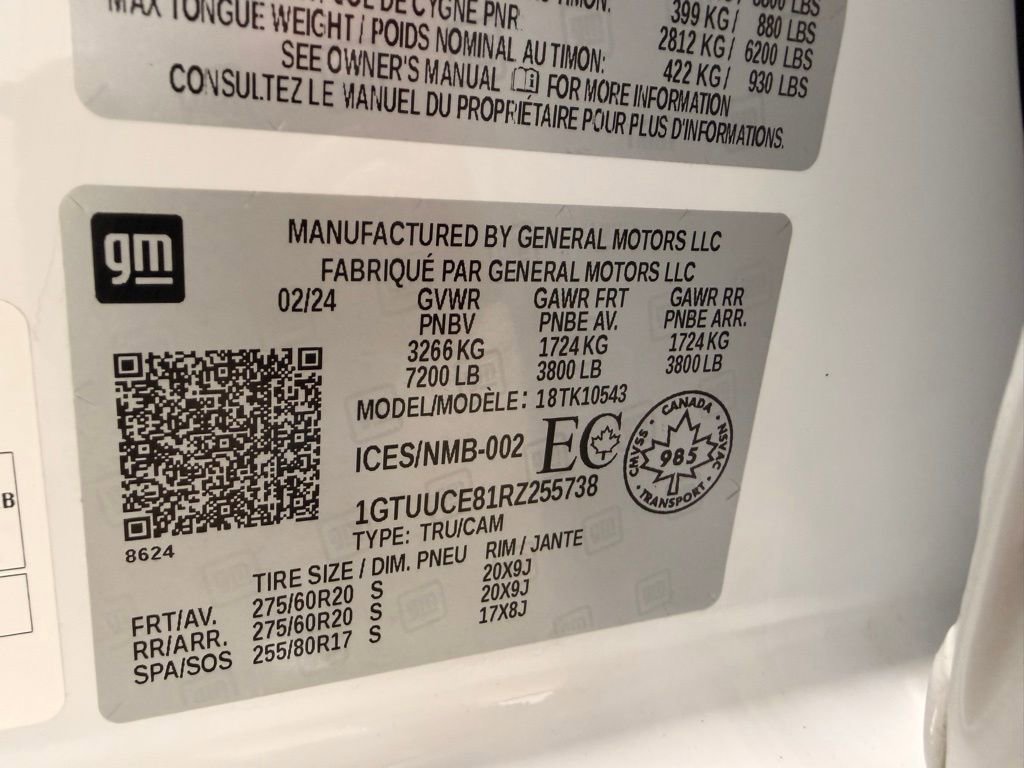 399 KG / 880 LBS
MAX TONGUE WEIGHT / POIDS NOMINAL AU TIMON: 2812 KG / 6200 LBS
422 KG / 930 LBS
SEE OWNER'S MANUAL FOR MORE INFORMATION
CONSULTEZ LE MANUEL DU PROPRIÉTAIRE POUR PLUS D'INFORMATIONS.
gm
MANUFACTURED BY GENERAL MOTORS LLC
FABRIQUÉ PAR GENERAL MOTORS LLC
02/24 GVWR GAWR FRT GAWR RR
PNBV PNBE AV. PNBE ARR.
3266 KG 1724 KG 1724 KG
7200 LB 3800 LB 3800 LB
MODEL/MODÈLE: 18TK10543
ICES/NMB-002 EC
CANADA
CMVSS 985 NSVAC
TRANSPORT
1GTUUCE81RZ255738
TYPE: TRU/CAM
8624
TIRE SIZE / DIM. PNEU RIM / JANTE
FRT/AV. 275/60R20 S 20X9J
RR/ARR. 275/60R20 S 20X9J
SPA/SOS 255/80R17 S 17X8J
B